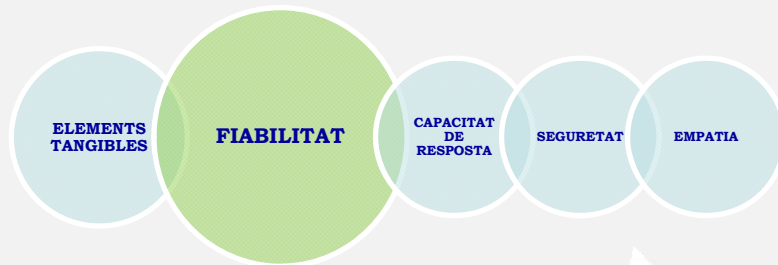 ELEMENTS
TANGIBLES
FIABILITAT
CAPACITAT
DE
RESPOSTA
SEGURETAT
EMPATIA